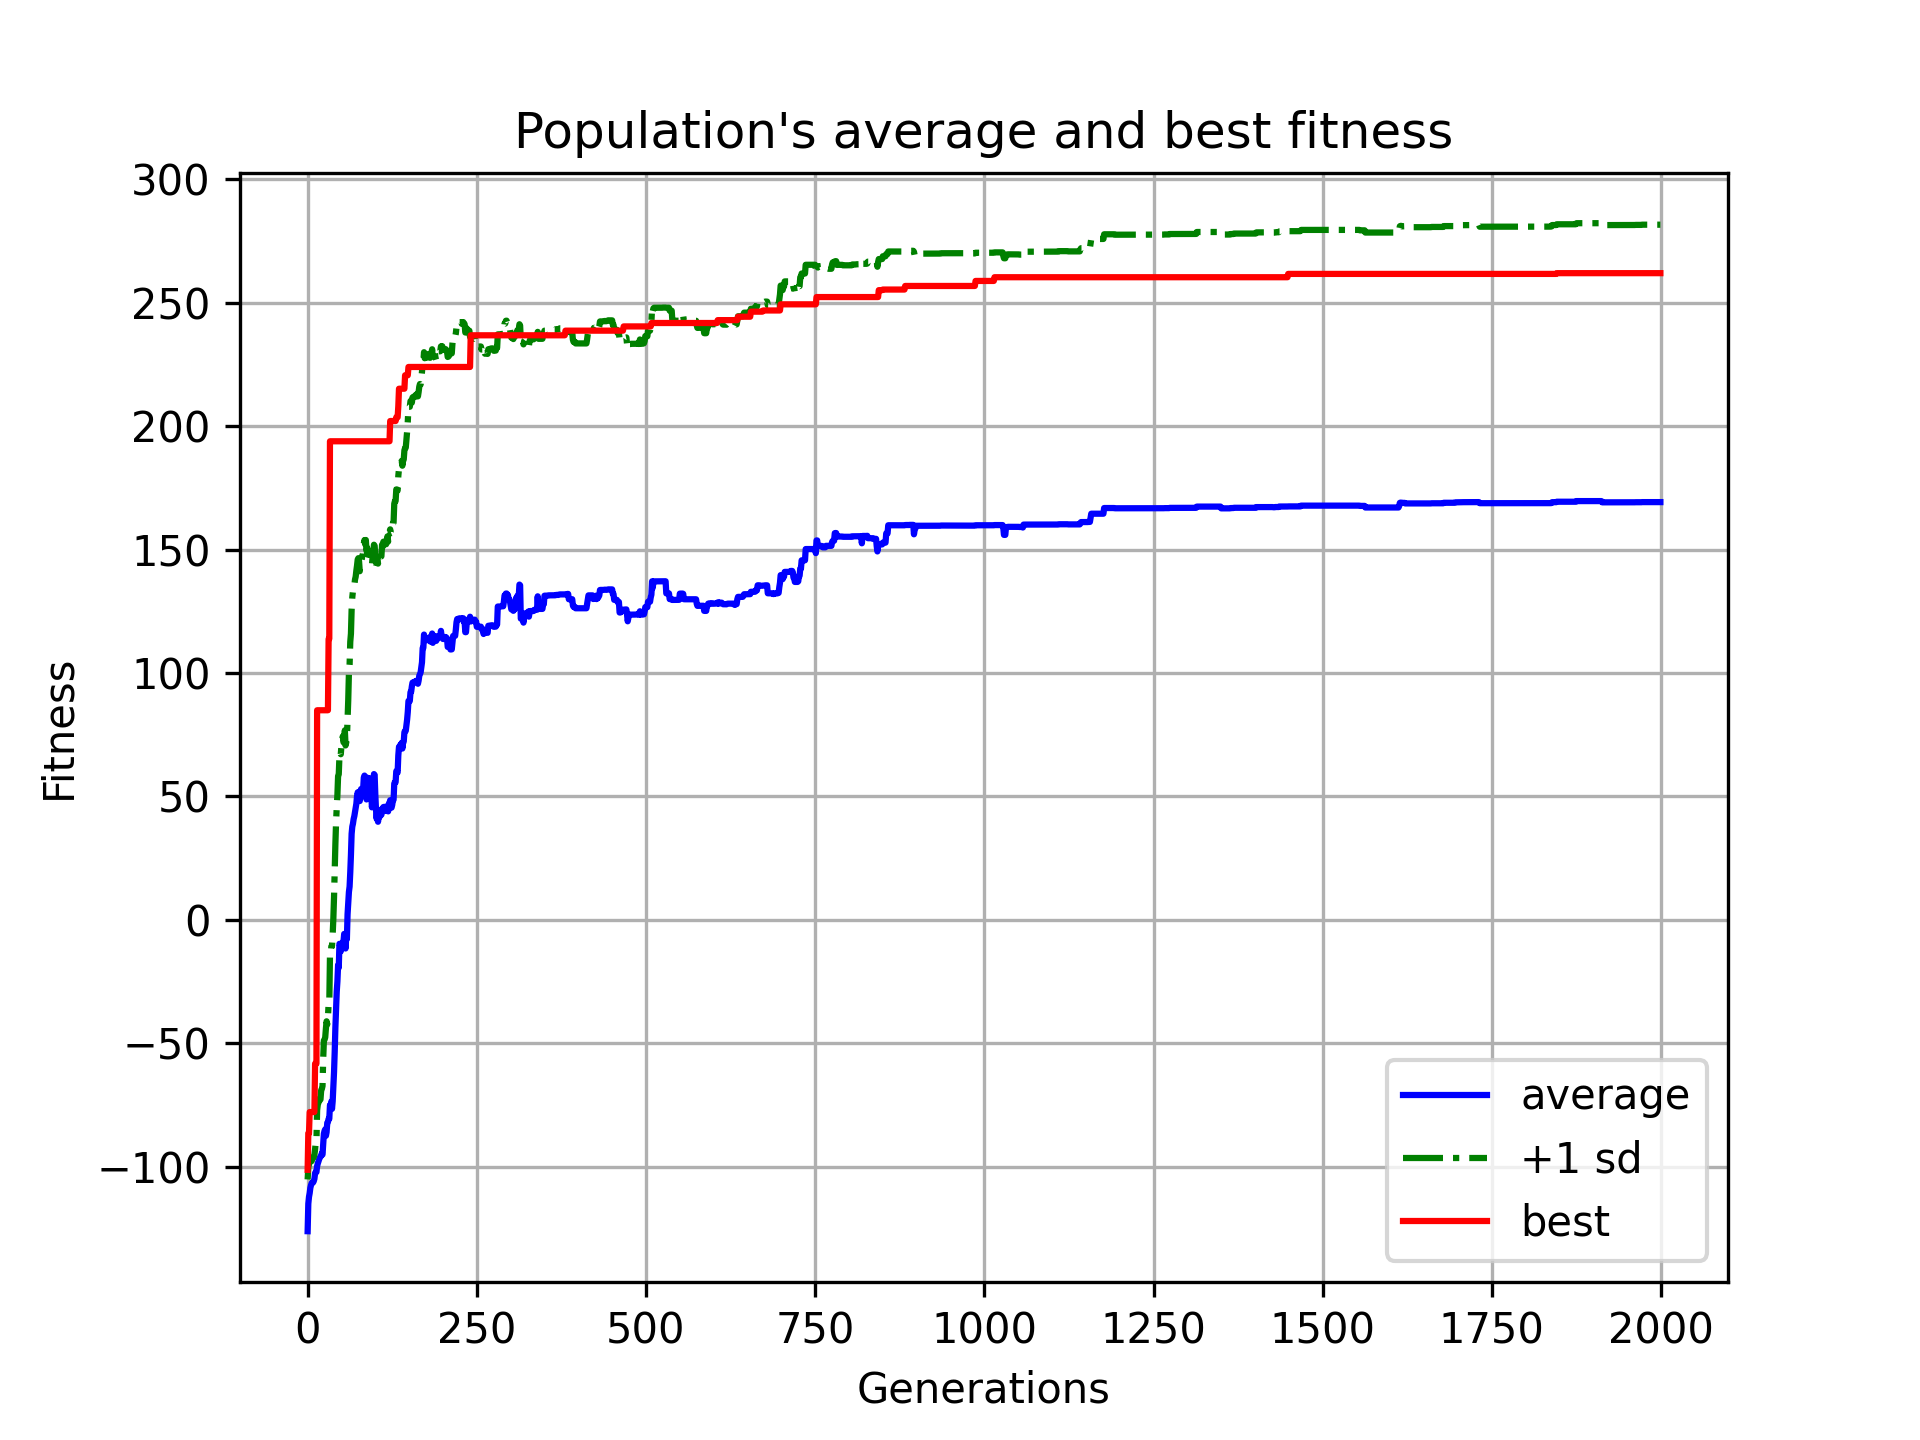 Population's average and best fitness
300
250
200
150
100
50
0
−50
−100
Fitness
average
+1 sd
best
0 250 500 750 1000 1250 1500 1750 2000
Generations